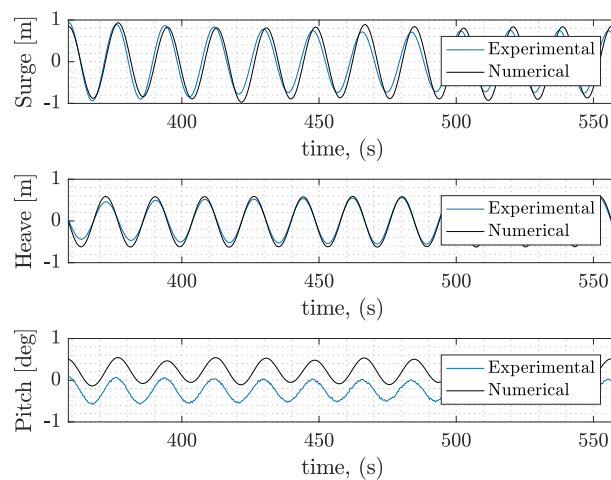 1
0
-1
Surge [m]
400
450
500
550
time, (s)
Experimental
Numerical
1
0
-1
Heave [m]
400
450
500
550
time, (s)
Experimental
Numerical
1
0
-1
Pitch [deg]
400
450
500
550
time, (s)
Experimental
Numerical